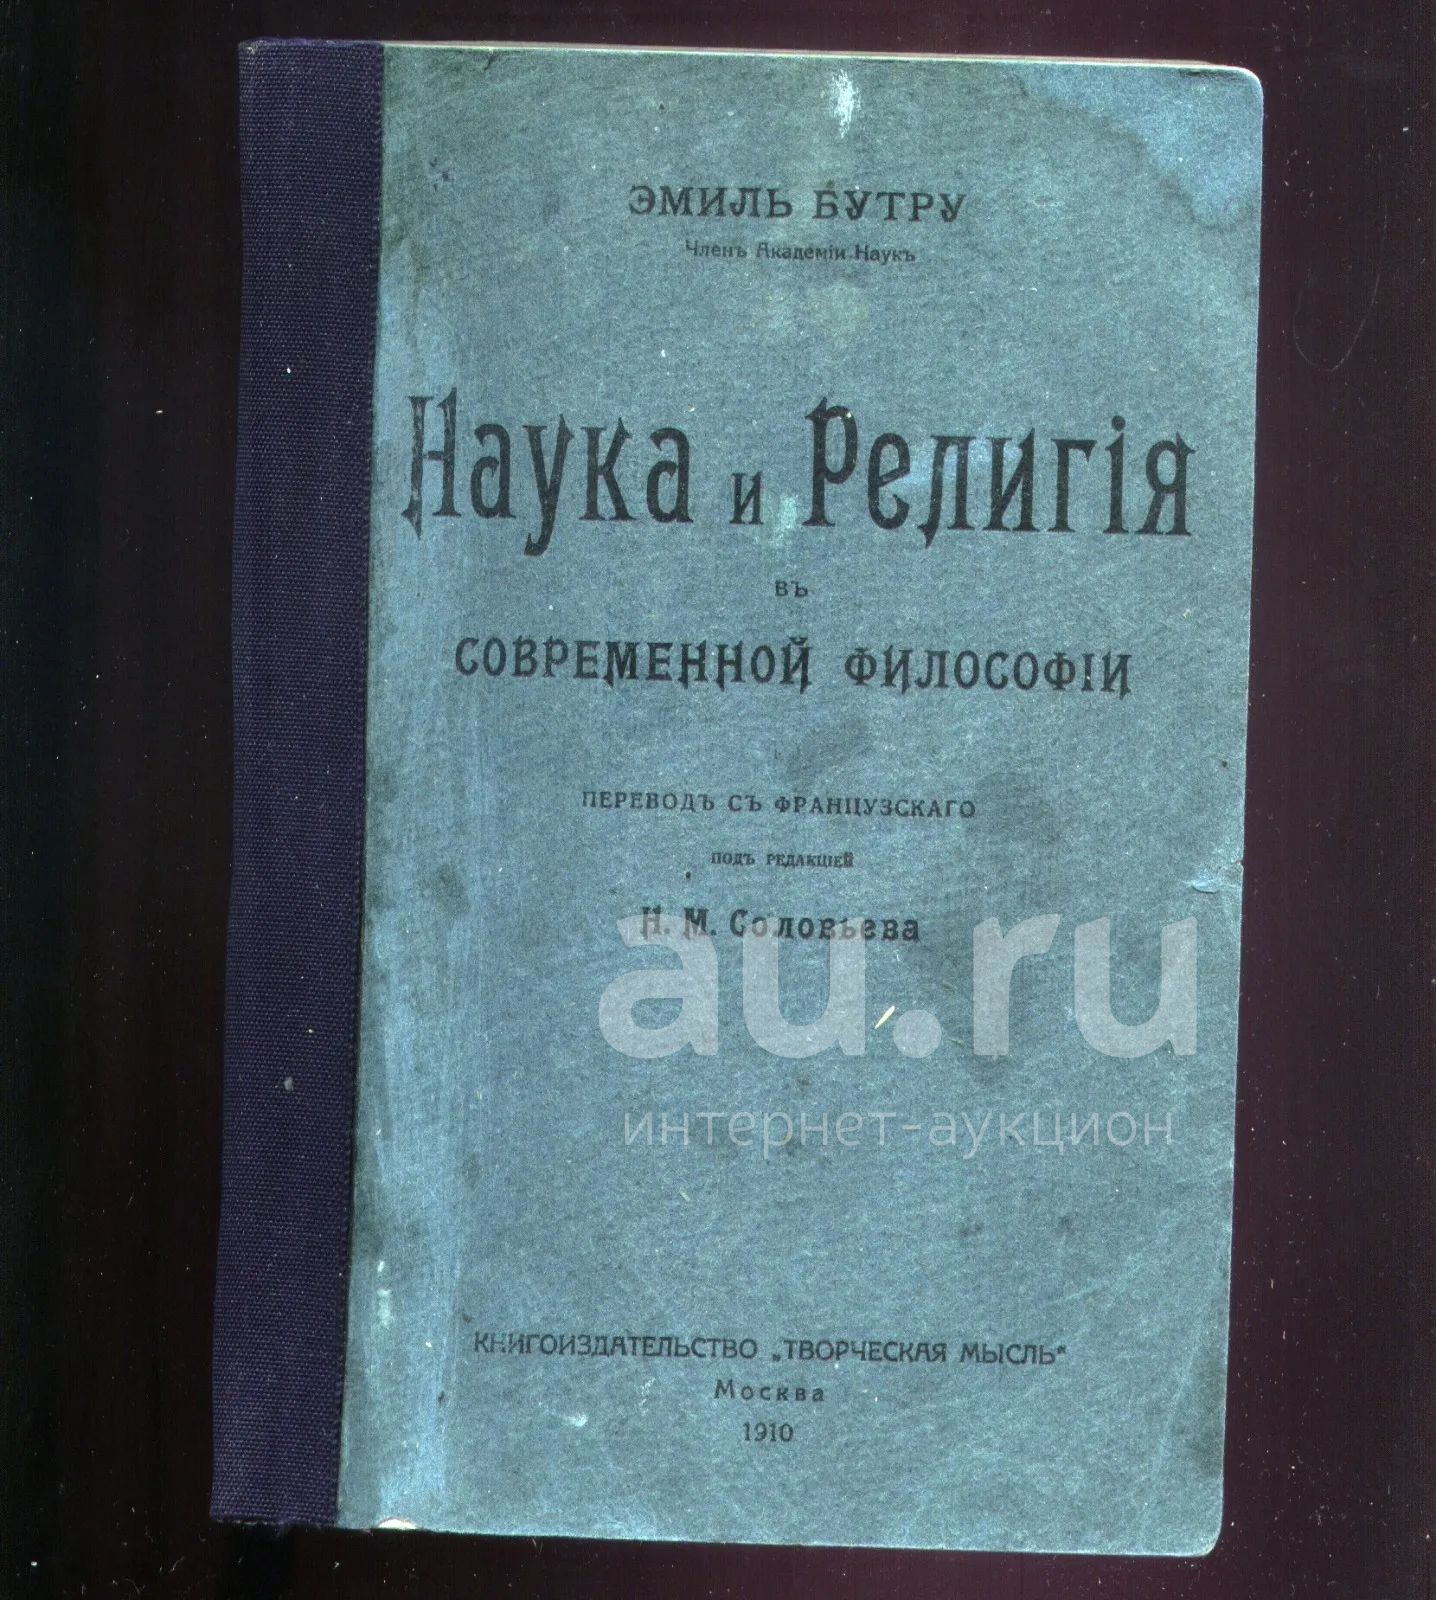 ЭМИЛЬ БУТРУ
Членъ Академіи Наукъ
Наука и Религія
въ
СОВРЕМЕННОЙ ФИЛОСОФІИ
ПЕРЕВОДЪ СЪ ФРАНЦУЗСКАГО
ПОДЪ РЕДАКЦІЕЙ
Н. М. Соловьева
au.ru
интернет-аукцион
КНИГОИЗДАТЕЛЬСТВО „ТВОРЧЕСКАЯ МЫСЛЬ“
Москва
1910